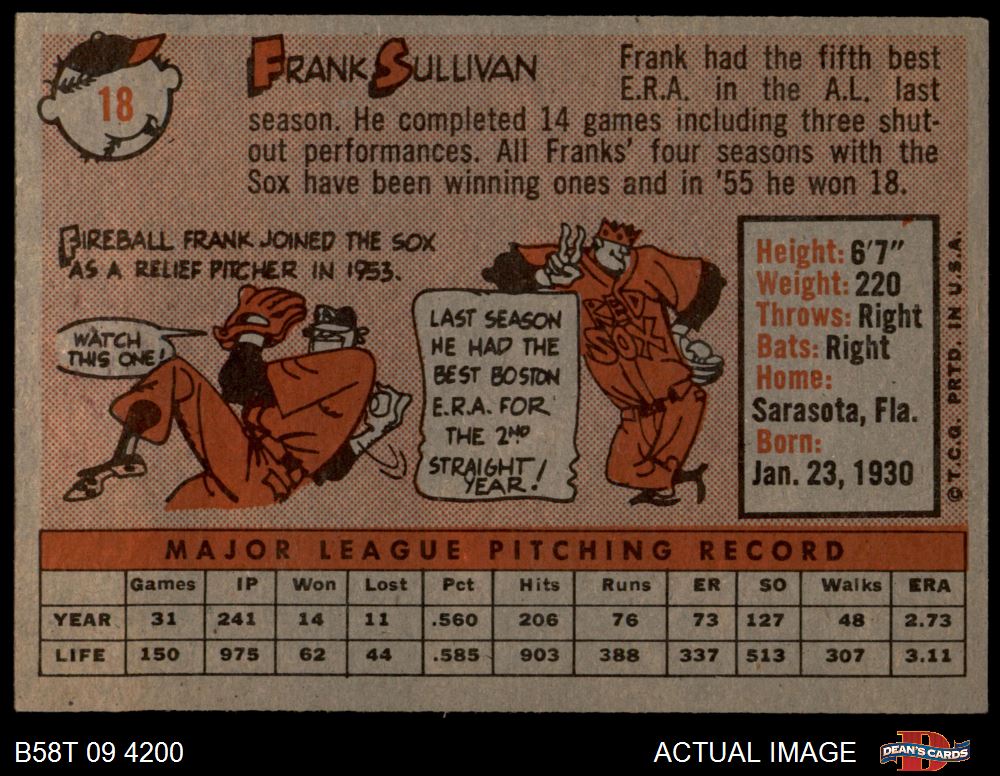 18
FRANK SULLIVAN
Frank had the fifth best
E.R.A. in the A.L. last
season. He completed 14 games including three shut-
out performances. All Franks' four seasons with the
Sox have been winning ones and in '55 he won 18.
FIREBALL FRANK JOINED THE SOX
AS A RELIEF PITCHER IN 1953.
WATCH
THIS ONE!
LAST SEASON
HE HAD THE
BEST BOSTON
E.R.A. FOR
THE 2ND
STRAIGHT
YEAR!
RED
SOX
Height: 6'7"
Weight: 220
Throws: Right
Bats: Right
Home:
Sarasota, Fla.
Born:
Jan. 23, 1930
© T.C.G. PRTD. IN U.S.A.
MAJOR LEAGUE PITCHING RECORD
Games IP Won Lost Pct Hits Runs ER SO Walks ERA
YEAR 31 241 14 11 .560 206 76 73 127 48 2.73
LIFE 150 975 62 44 .585 903 388 337 513 307 3.11
B58T 09 4200
ACTUAL IMAGE
D
DEAN'S CARDS